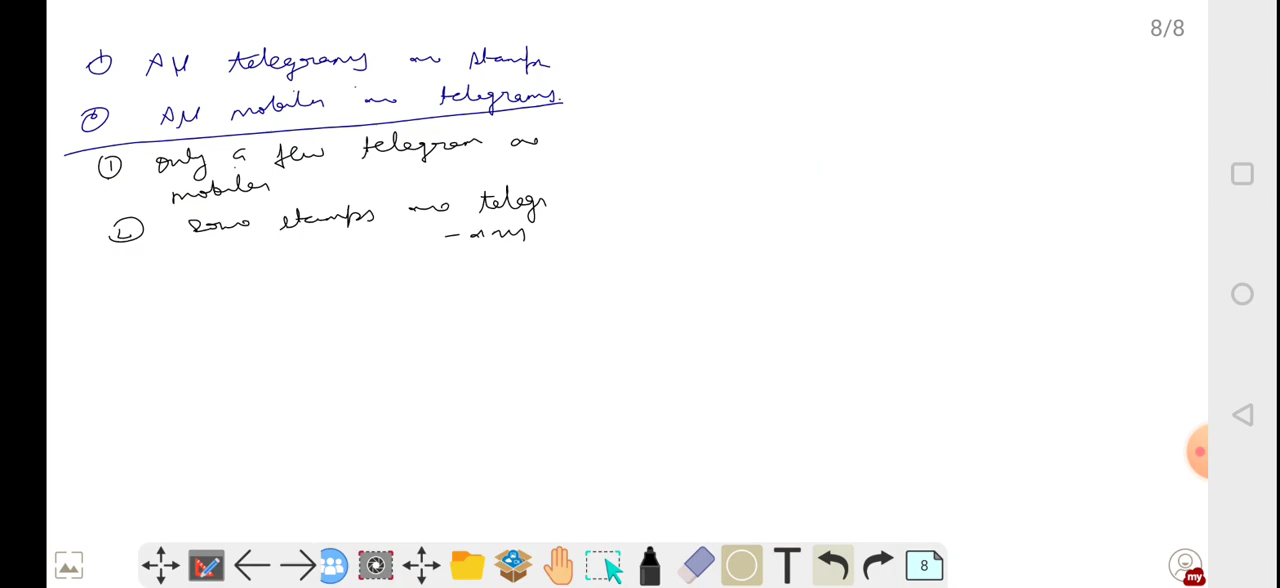 8/8
① All telegrams are stamps
② All mobiles are telegrams.
① only a few telegram are
mobiles
② some stamps are telegr
-ams
T
8
my